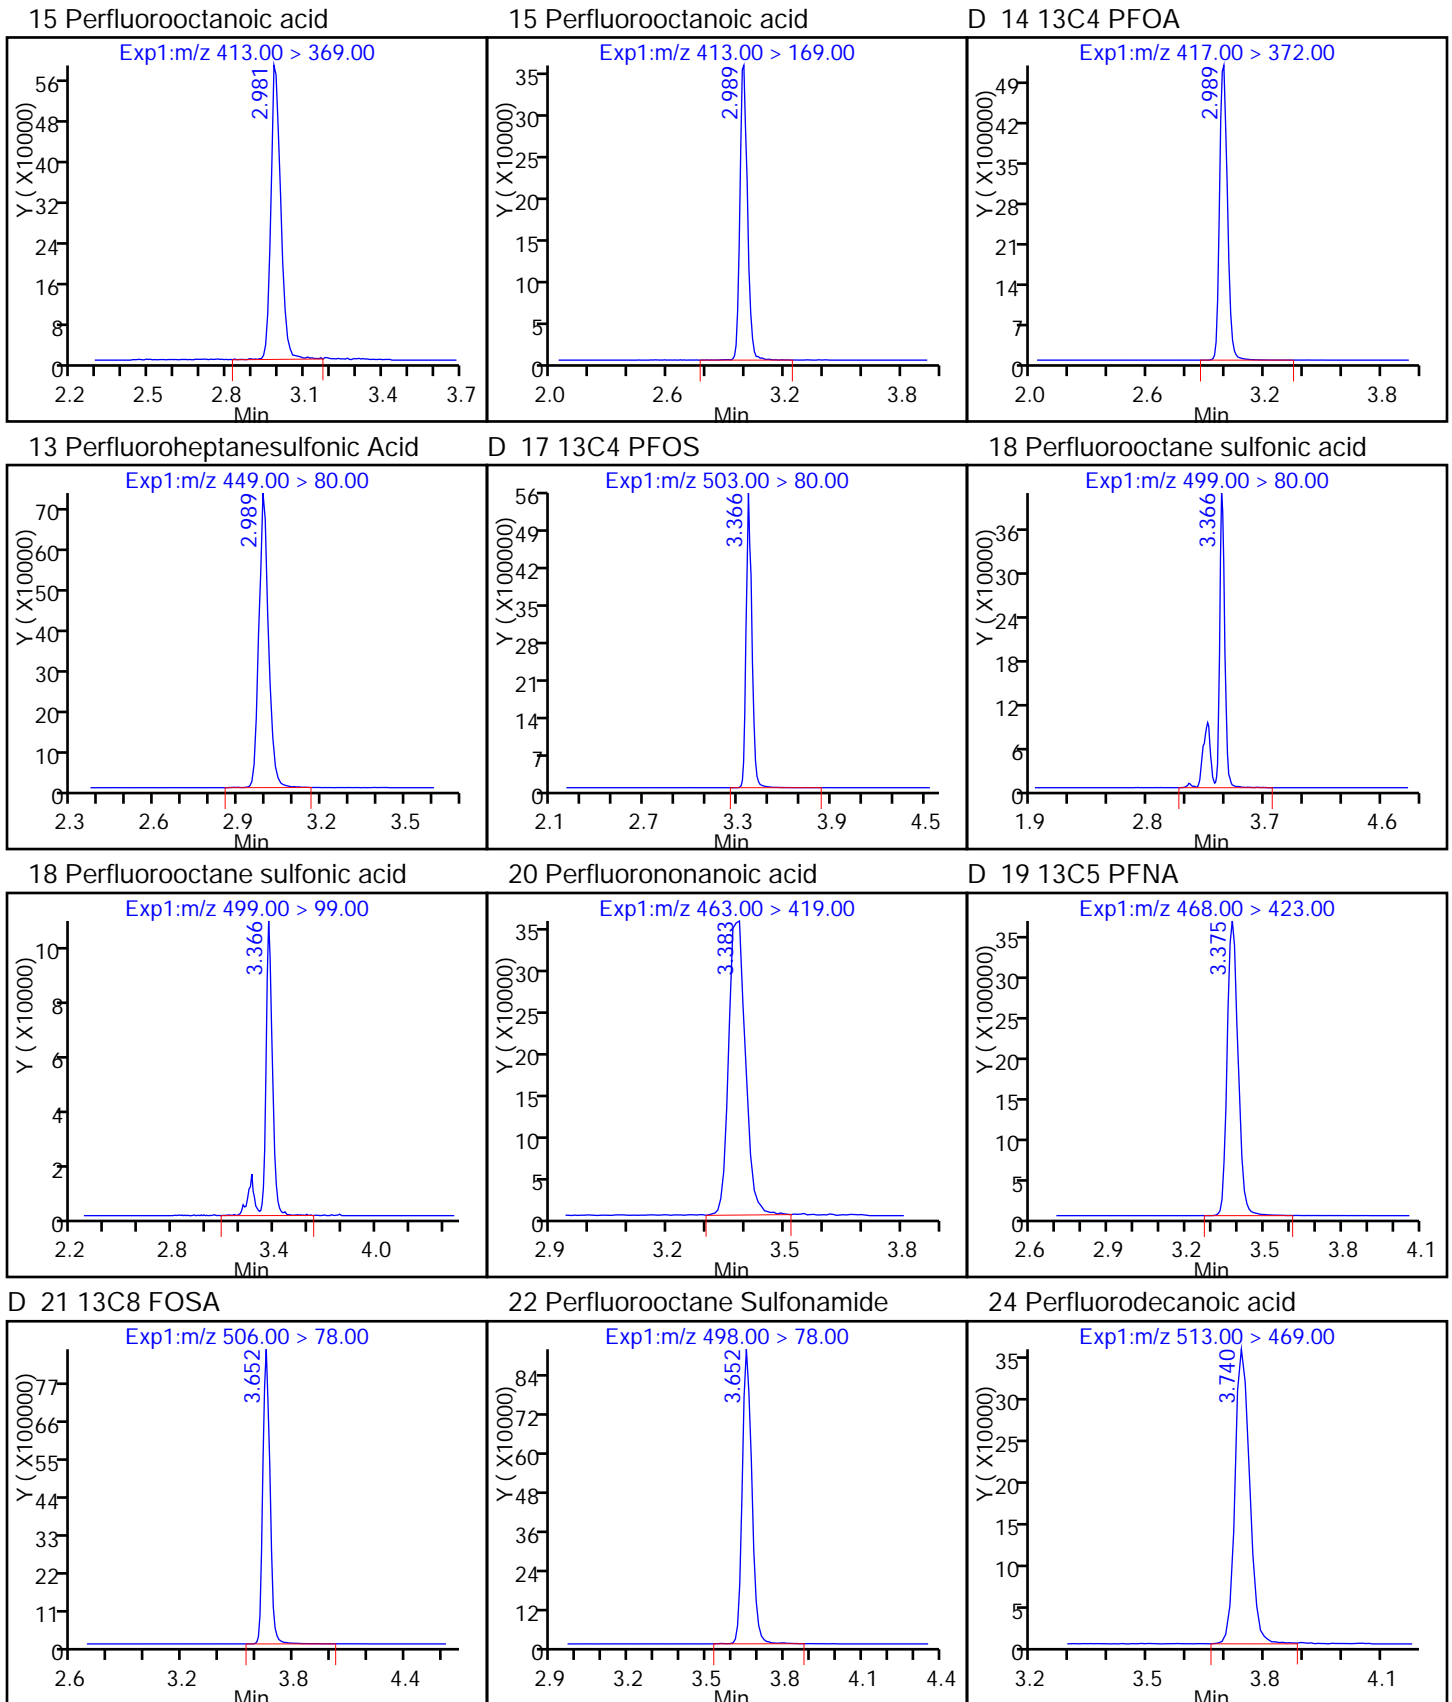 15 Perfluorooctanoic acid
Exp1:m/z 413.00 > 369.00
2.981
Y ( X100000)
56
48
40
32
24
16
8
0
2.2 2.5 2.8 3.1 3.4 3.7
Min
15 Perfluorooctanoic acid
Exp1:m/z 413.00 > 169.00
2.989
Y ( X100000)
35
30
25
20
15
10
5
0
2.0 2.6 3.2 3.8
Min
D 14 13C4 PFOA
Exp1:m/z 417.00 > 372.00
2.989
Y ( X100000)
49
42
35
28
21
14
7
0
2.0 2.6 3.2 3.8
Min
13 Perfluoroheptanesulfonic Acid
Exp1:m/z 449.00 > 80.00
2.989
Y ( X10000)
70
60
50
40
30
20
10
0
2.3 2.6 2.9 3.2 3.5
Min
D 17 13C4 PFOS
Exp1:m/z 503.00 > 80.00
3.366
Y ( X100000)
56
49
42
35
28
21
14
7
0
2.1 2.7 3.3 3.9 4.5
Min
18 Perfluorooctane sulfonic acid
Exp1:m/z 499.00 > 80.00
3.366
Y ( X100000)
36
30
24
18
12
6
0
1.9 2.8 3.7 4.6
Min
18 Perfluorooctane sulfonic acid
Exp1:m/z 499.00 > 99.00
3.366
Y ( X10000)
10
8
6
4
2
0
2.2 2.8 3.4 4.0
Min
20 Perfluorononanoic acid
Exp1:m/z 463.00 > 419.00
3.383
Y ( X10000)
35
30
25
20
15
10
5
0
2.9 3.2 3.5 3.8
Min
D 19 13C5 PFNA
Exp1:m/z 468.00 > 423.00
3.375
Y ( X100000)
35
30
25
20
15
10
5
0
2.6 2.9 3.2 3.5 3.8 4.1
Min
D 21 13C8 FOSA
Exp1:m/z 506.00 > 78.00
3.652
Y ( X100000)
77
66
55
44
33
22
11
0
2.6 3.2 3.8 4.4
Min
22 Perfluorooctane Sulfonamide
Exp1:m/z 498.00 > 78.00
3.652
Y ( X10000)
84
72
60
48
36
24
12
0
2.9 3.2 3.5 3.8 4.1 4.4
Min
24 Perfluorodecanoic acid
Exp1:m/z 513.00 > 469.00
3.740
Y ( X10000)
35
30
25
20
15
10
5
0
3.2 3.5 3.8 4.1
Min